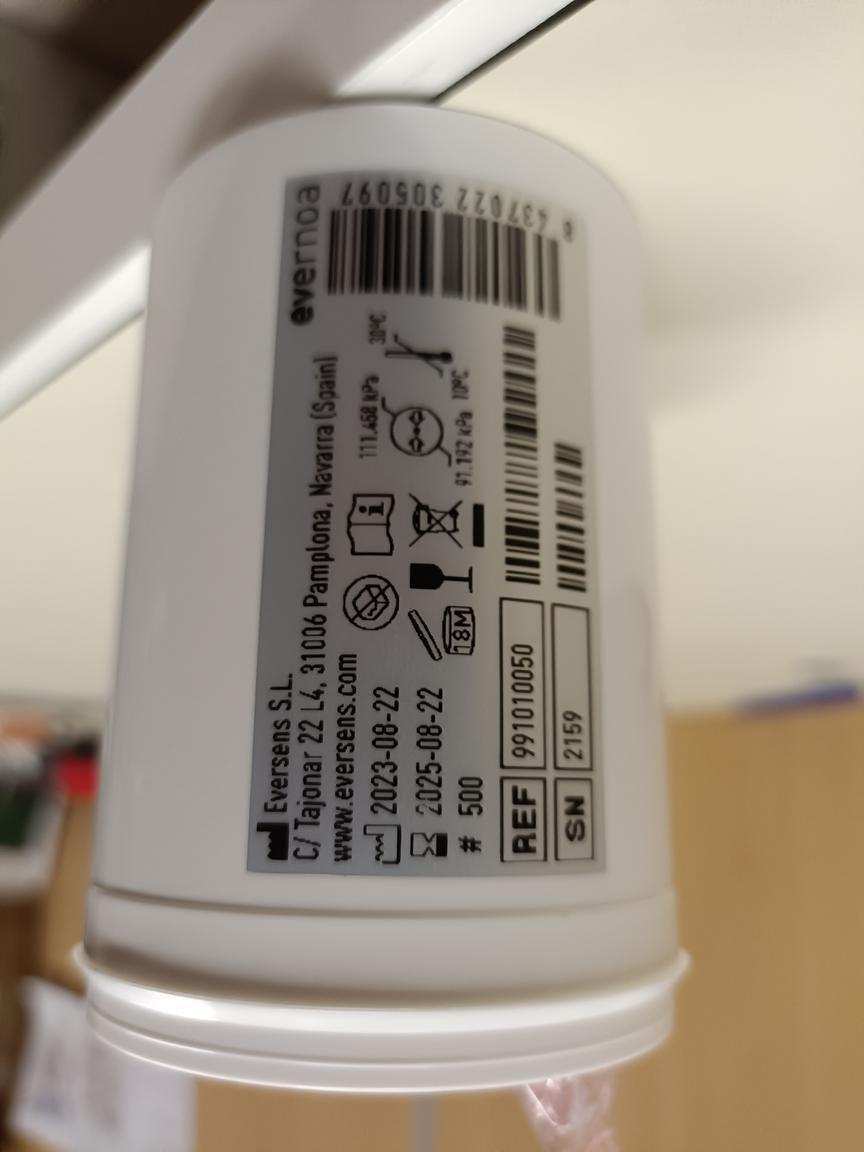 Eversens S.L.
C/ Tajonar 22 L4, 31006 Pamplona, Navarra (Spain)
www.eversens.com
evernoa
2023-08-22
2025-08-22
# 500
18M
111.458 kPa
91.192 kPa
30ºC
10ºC
REF 991010050
SN 2159
8 437022 305097